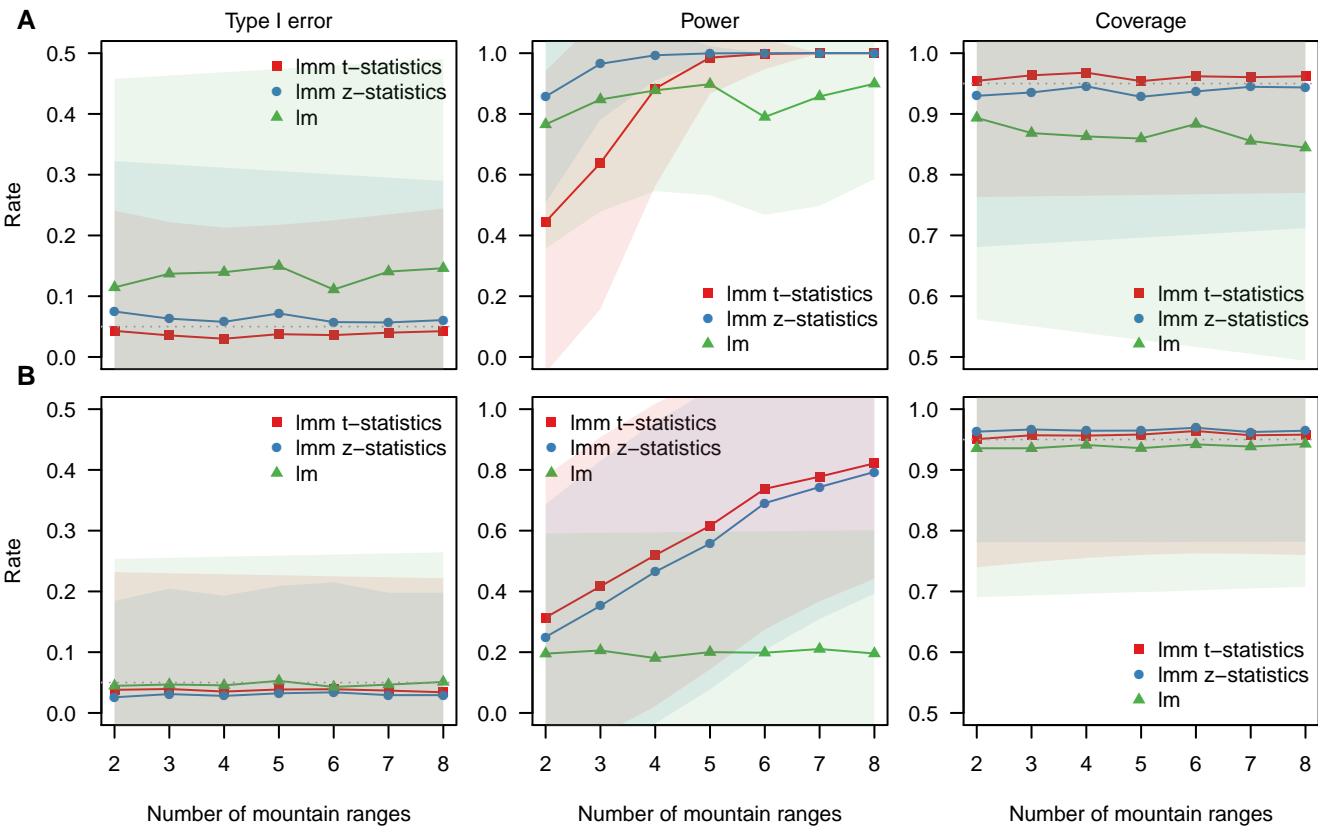 A
Type I error
Power
Coverage
Rate
0.5
0.4
0.3
0.2
0.1
0.0
lmm t−statistics
lmm z−statistics
lm
1.0
0.8
0.6
0.4
0.2
0.0
lmm t−statistics
lmm z−statistics
lm
1.0
0.9
0.8
0.7
0.6
0.5
lmm t−statistics
lmm z−statistics
lm
B
Rate
0.5
0.4
0.3
0.2
0.1
0.0
lmm t−statistics
lmm z−statistics
lm
2 3 4 5 6 7 8
Number of mountain ranges
1.0
0.8
0.6
0.4
0.2
0.0
lmm t−statistics
lmm z−statistics
lm
2 3 4 5 6 7 8
Number of mountain ranges
1.0
0.9
0.8
0.7
0.6
0.5
lmm t−statistics
lmm z−statistics
lm
2 3 4 5 6 7 8
Number of mountain ranges